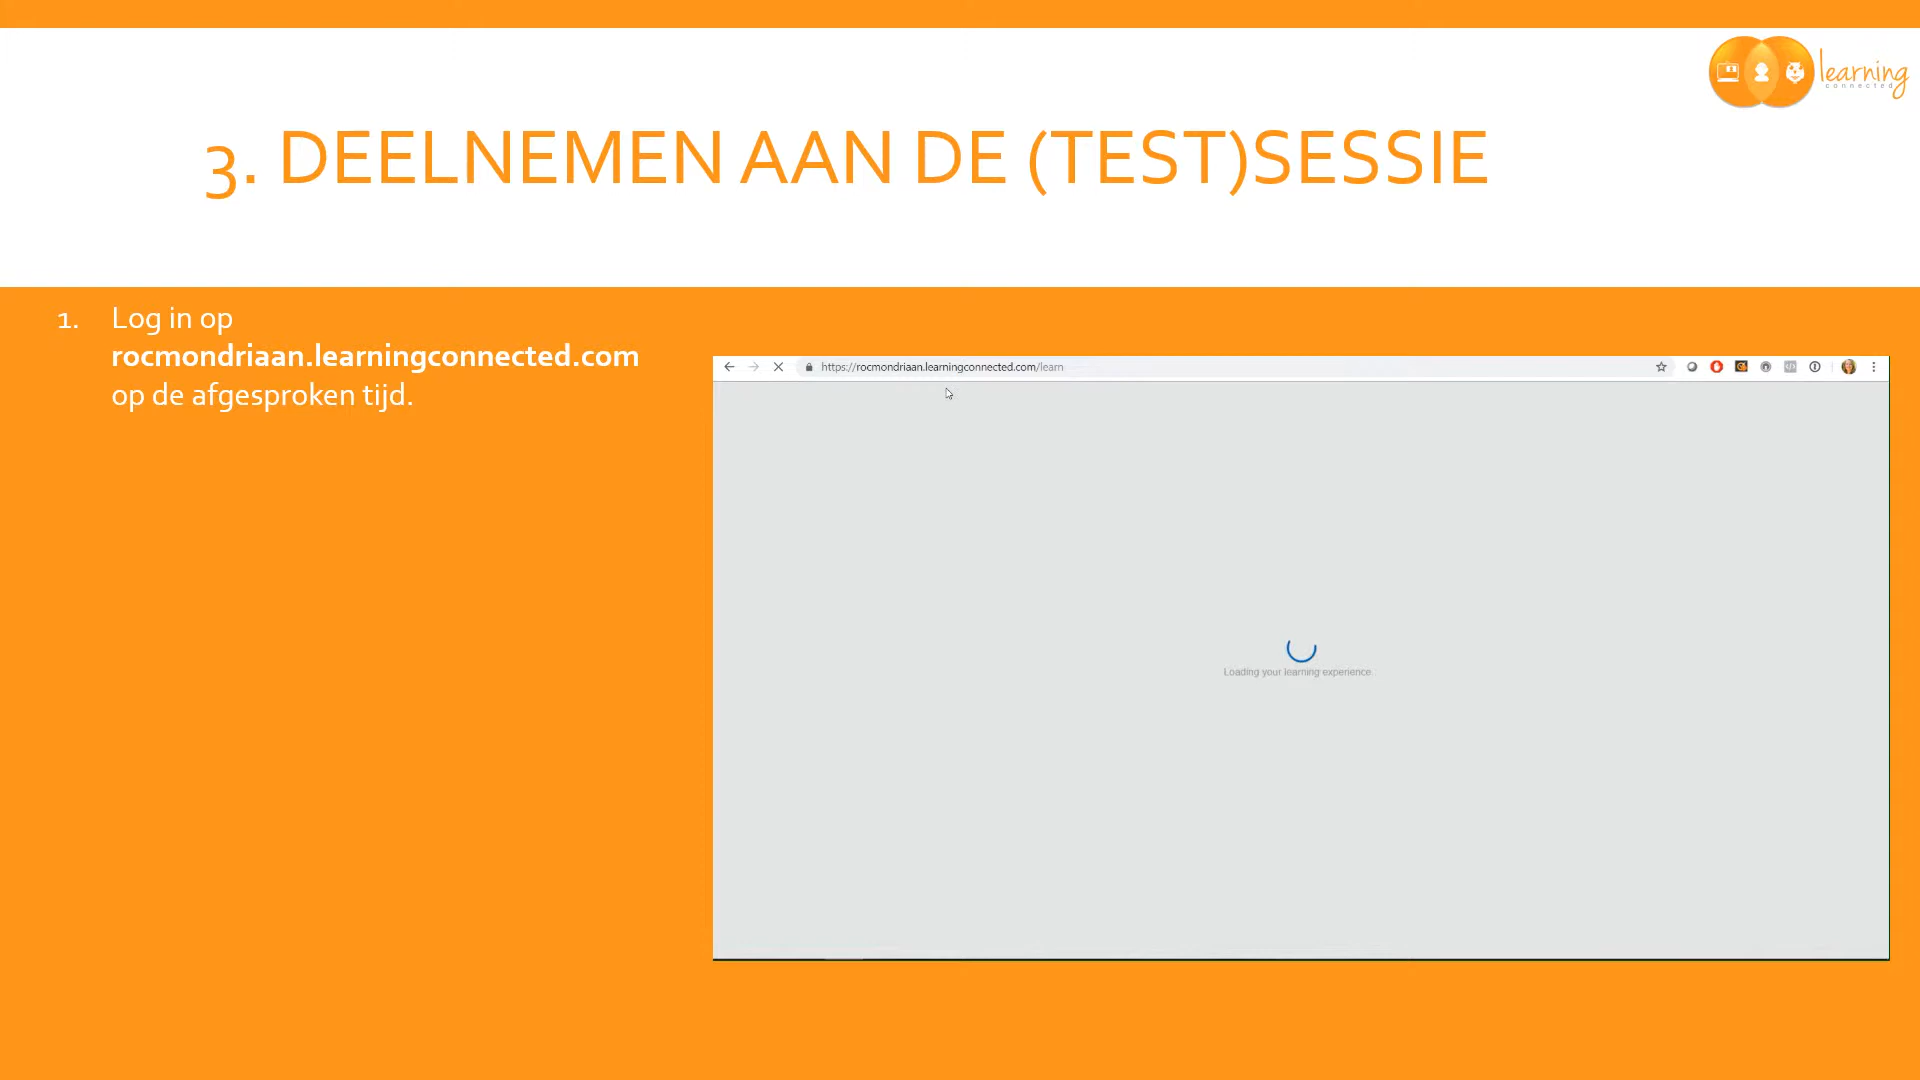 learning
connected
3. DEELNEMEN AAN DE (TEST)SESSIE
1. Log in op
rocmondriaan.learningconnected.com
op de afgesproken tijd.
https://rocmondriaan.learningconnected.com/learn
Loading your learning experience